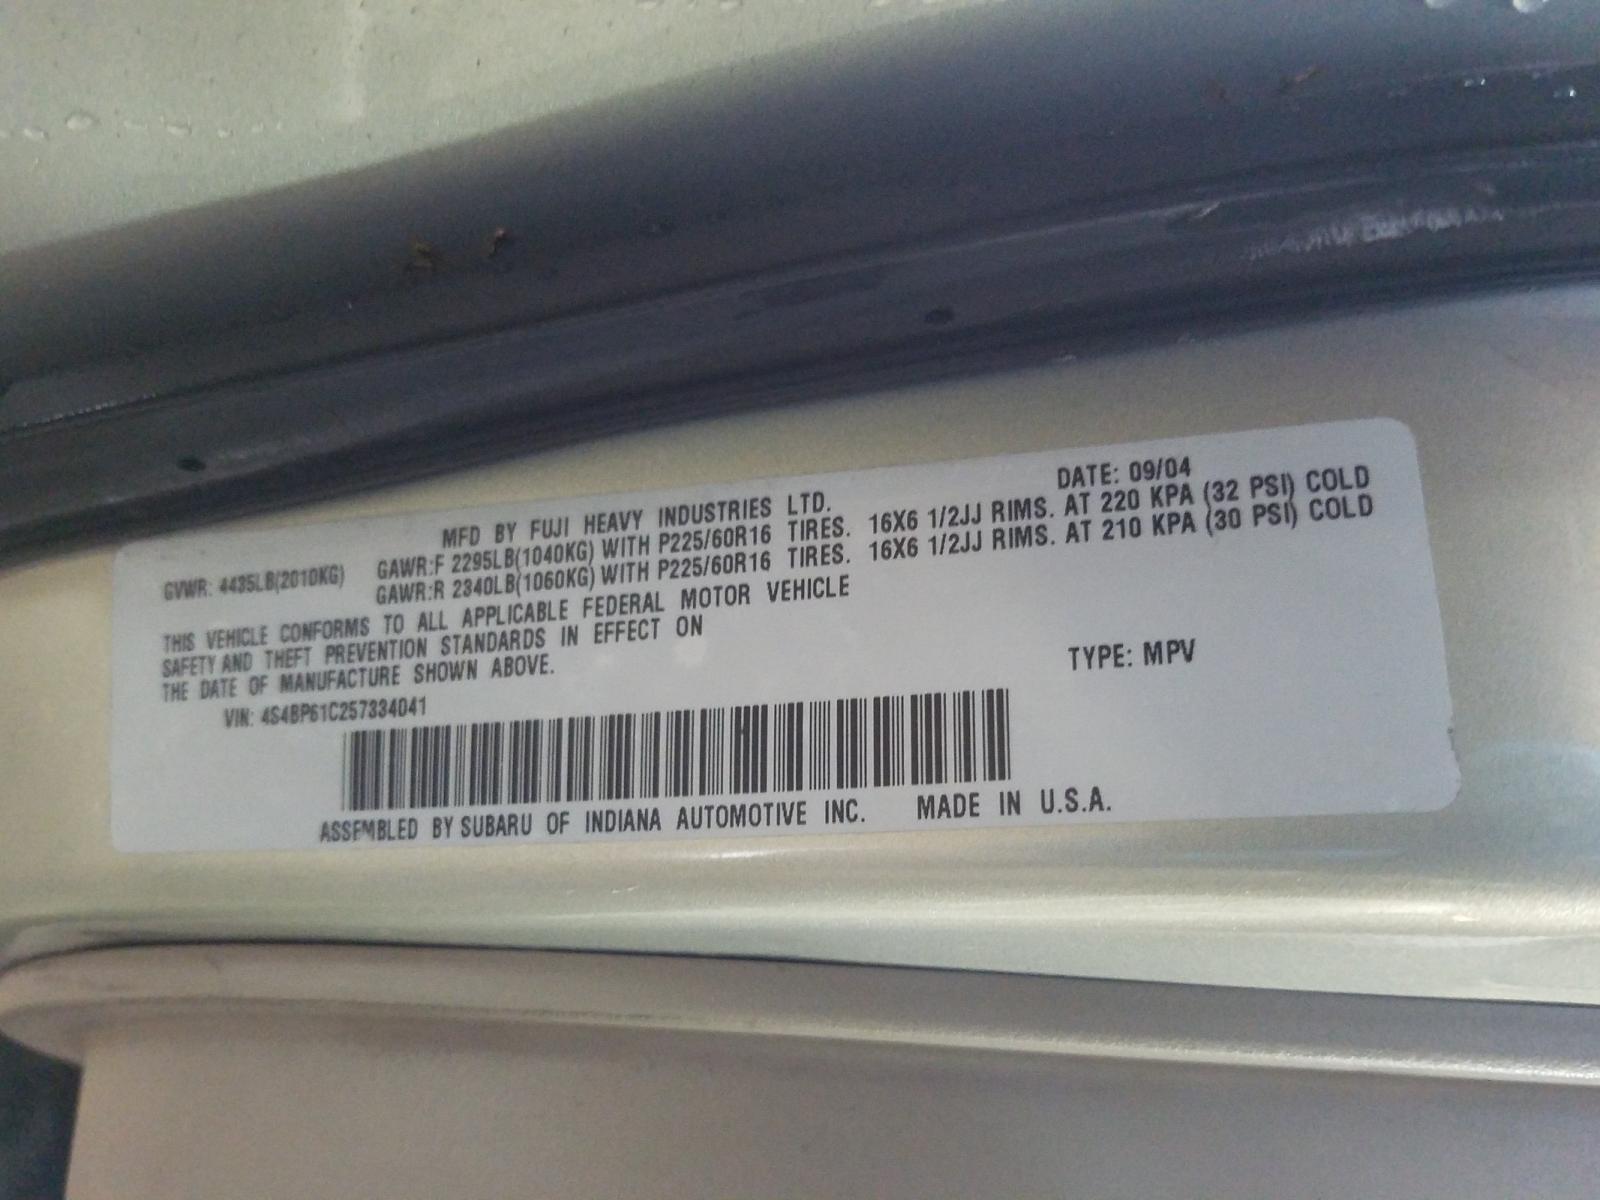 MFD BY FUJI HEAVY INDUSTRIES LTD. DATE: 09/04
GVWR: 4435LB(2010KG) GAWR:F 2295LB(1040KG) WITH P225/60R16 TIRES. 16X6 1/2JJ RIMS. AT 220 KPA (32 PSI) COLD
GAWR:R 2340LB(1060KG) WITH P225/60R16 TIRES. 16X6 1/2JJ RIMS. AT 210 KPA (30 PSI) COLD
THIS VEHICLE CONFORMS TO ALL APPLICABLE FEDERAL MOTOR VEHICLE
SAFETY AND THEFT PREVENTION STANDARDS IN EFFECT ON
THE DATE OF MANUFACTURE SHOWN ABOVE.
TYPE: MPV
VIN: 4S4BP61C257334041
ASSEMBLED BY SUBARU OF INDIANA AUTOMOTIVE INC. MADE IN U.S.A.